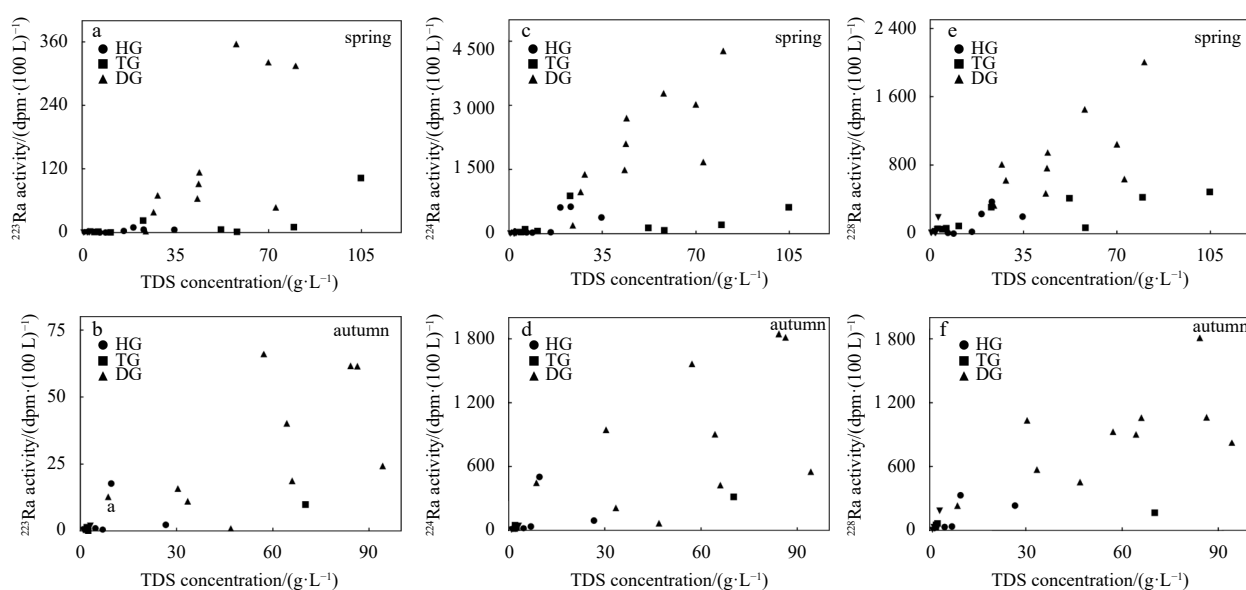 a
spring
HG
TG
DG
²²³Ra activity/(dpm·(100 L)⁻¹)
360
240
120
0
0 35 70 105
TDS concentration/(g·L⁻¹)
c
spring
HG
TG
DG
²²⁴Ra activity/(dpm·(100 L)⁻¹)
4 500
3 000
1 500
0
0 35 70 105
TDS concentration/(g·L⁻¹)
e
spring
HG
TG
DG
²²⁸Ra activity/(dpm·(100 L)⁻¹)
2 400
1 600
800
0
0 35 70 105
TDS concentration/(g·L⁻¹)
b
autumn
HG
TG
DG
a
²²³Ra activity/(dpm·(100 L)⁻¹)
75
50
25
0
0 30 60 90
TDS concentration/(g·L⁻¹)
d
autumn
HG
TG
DG
²²⁴Ra activity/(dpm·(100 L)⁻¹)
1 800
1 200
600
0
0 30 60 90
TDS concentration/(g·L⁻¹)
f
autumn
HG
TG
DG
²²⁸Ra activity/(dpm·(100 L)⁻¹)
1 800
1 200
600
0
0 30 60 90
TDS concentration/(g·L⁻¹)